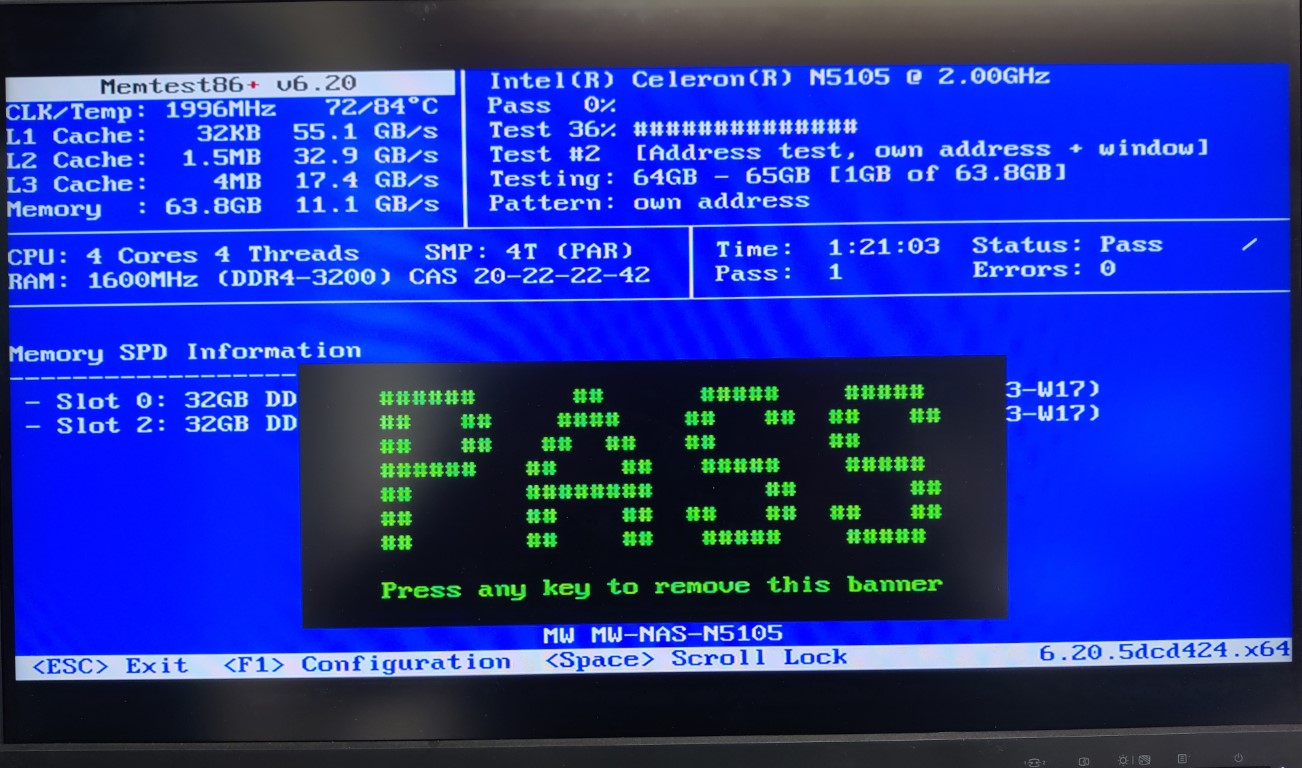 Memtest86+ v6.20
CLK/Temp: 1996MHz 72/84°C
L1 Cache: 32KB 55.1 GB/s
L2 Cache: 1.5MB 32.9 GB/s
L3 Cache: 4MB 17.4 GB/s
Memory : 63.8GB 11.1 GB/s
Intel(R) Celeron(R) N5105 @ 2.00GHz
Pass 0%
Test 36% ##############
Test #2 [Address test, own address + window]
Testing: 64GB - 65GB [1GB of 63.8GB]
Pattern: own address
CPU: 4 Cores 4 Threads SMP: 4T (PAR)
RAM: 1600MHz (DDR4-3200) CAS 20-22-22-42
Time: 1:21:03 Status: Pass /
Pass: 1 Errors: 0
Memory SPD Information
- Slot 0: 32GB DD 3-W17)
- Slot 2: 32GB DD 3-W17)
PASS
Press any key to remove this banner
MW MW-NAS-N5105
<ESC> Exit <F1> Configuration <Space> Scroll Lock 6.20.5dcd424.x64